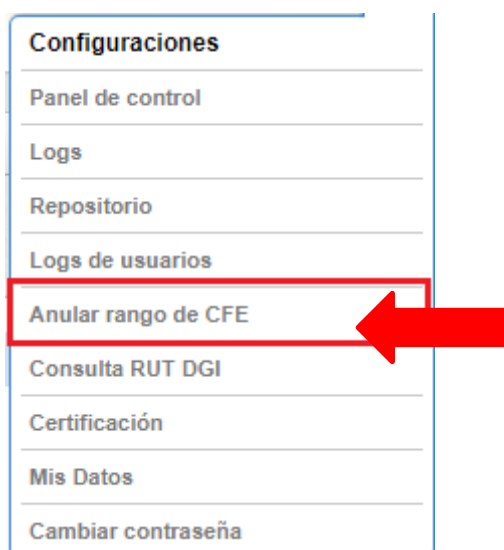 Configuraciones
Panel de control
Logs
Repositorio
Logs de usuarios
Anular rango de CFE
Consulta RUT DGI
Certificación
Mis Datos
Cambiar contraseña